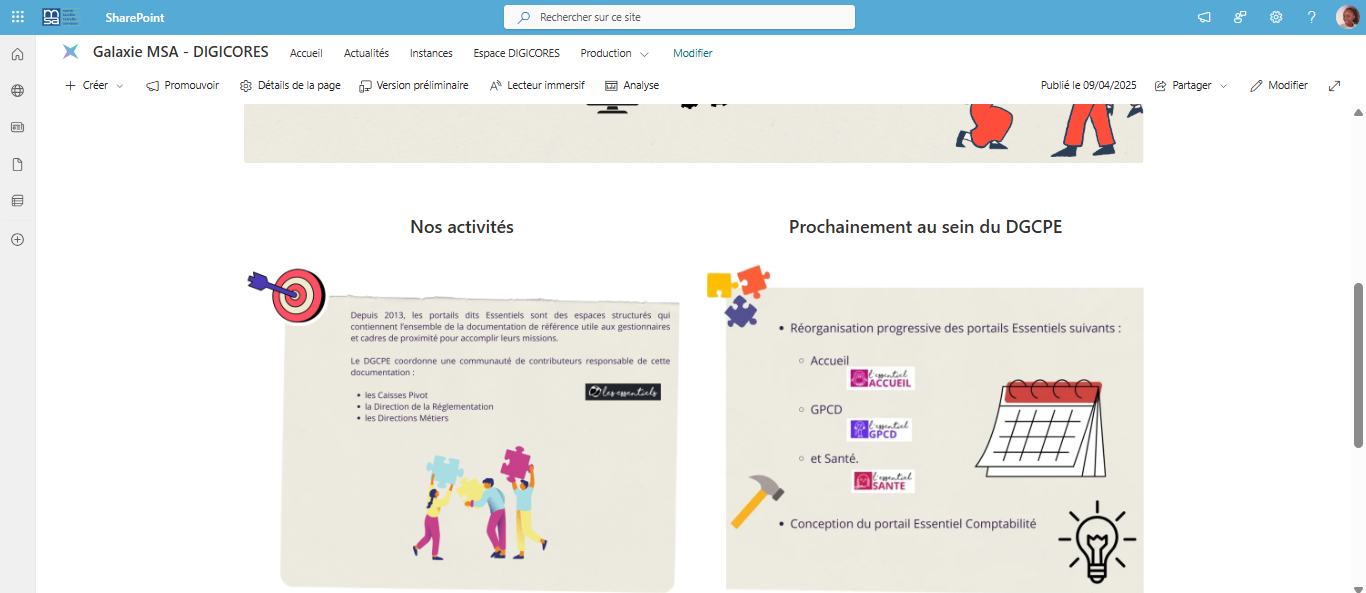 msa
SharePoint
Rechercher sur ce site
Galaxie MSA - DIGICORES
Accueil
Actualités
Instances
Espace DIGICORES
Production
Modifier
Créer
Promouvoir
Détails de la page
Version préliminaire
Lecteur immersif
Analyse
Publié le 09/04/2025
Partager
Modifier
Nos activités
Depuis 2013, les portails dits Essentiels sont des espaces structurés qui
contiennent l'ensemble de la documentation de référence utile aux gestionnaires
et cadres de proximité pour accomplir leurs missions.
Le DGCPE coordonne une communauté de contributeurs responsable de cette
documentation :
les essentiels
• les Caisses Pivot
• la Direction de la Réglementation
• les Directions Métiers
Prochainement au sein du DGCPE
• Réorganisation progressive des portails Essentiels suivants :
○ Accueil
l'essentiel
ACCUEIL
○ GPCD
l'essentiel
GPCD
○ et Santé.
l'essentiel
SANTE
• Conception du portail Essentiel Comptabilité